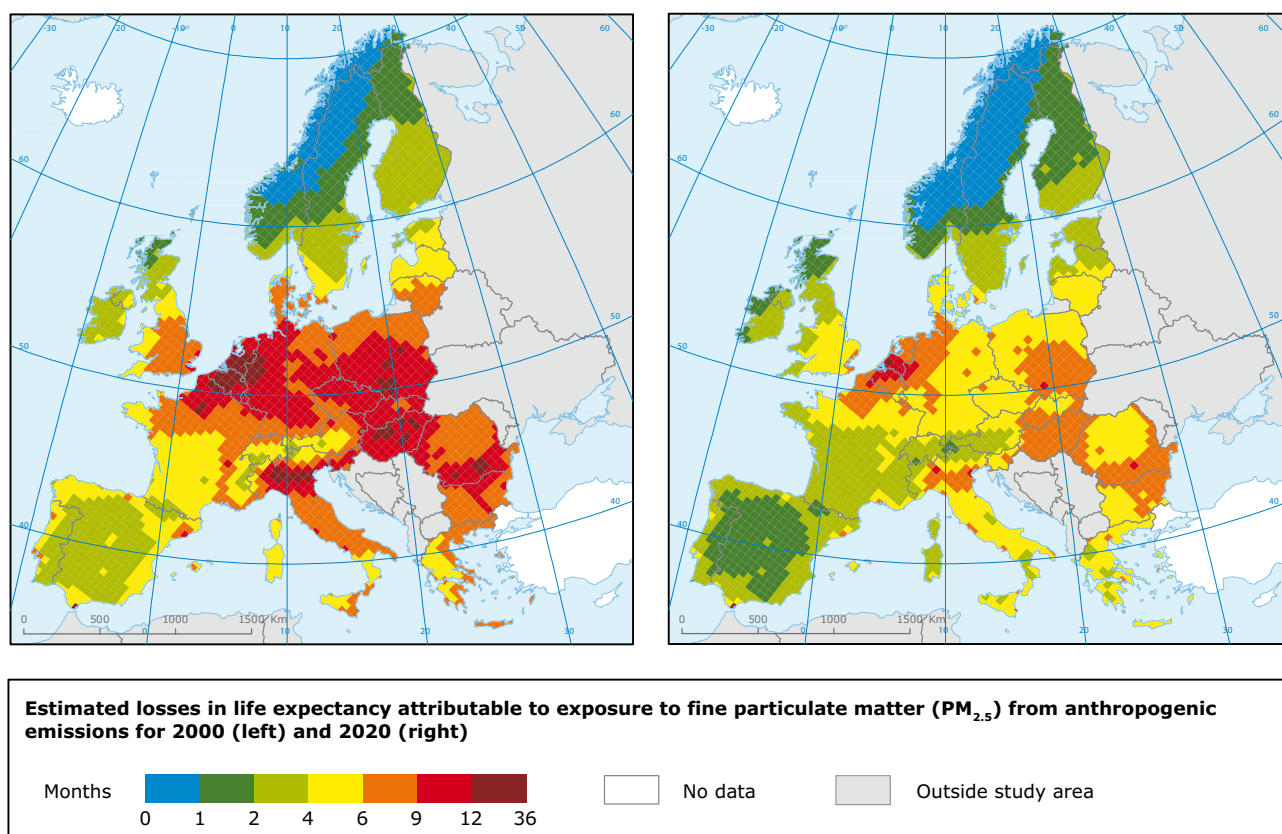 -30 -20 -10 0 10 20 30 40 50 60
60
60
50
50
40
40
0 500 1000 1500 Km
10 20 30
-30 -20 -10 0 10 20 30 40 50 60
60
60
50
50
40
40
0 500 1000 1500 Km
0 10 20 30
Estimated losses in life expectancy attributable to exposure to fine particulate matter (PM2.5) from anthropogenic
emissions for 2000 (left) and 2020 (right)
Months
0 1 2 4 6 9 12 36
No data
Outside study area